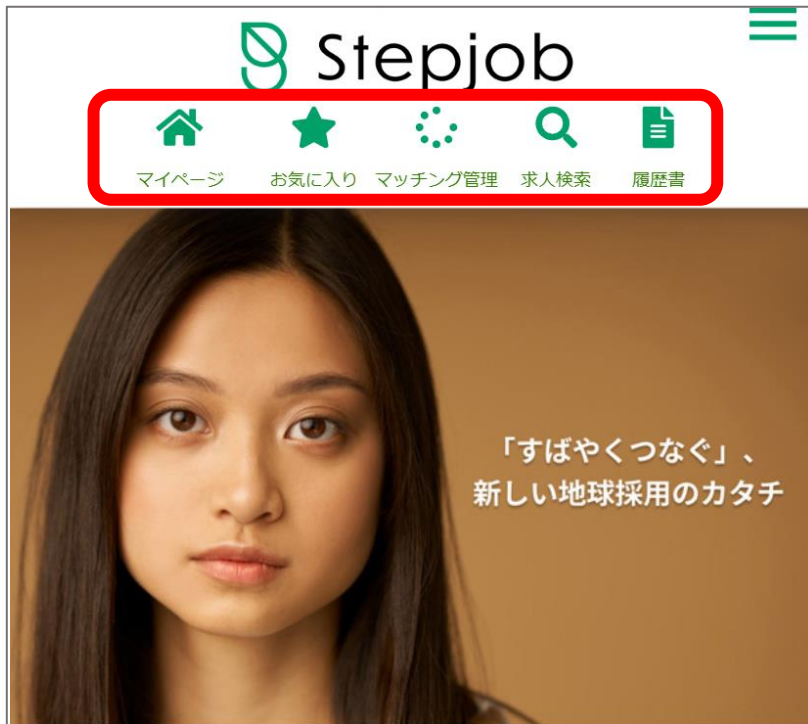 Stepjob
マイページ お気に入り マッチング管理 求人検索 履歴書
「すばやくつなぐ」、
新しい地球採用のカタチ